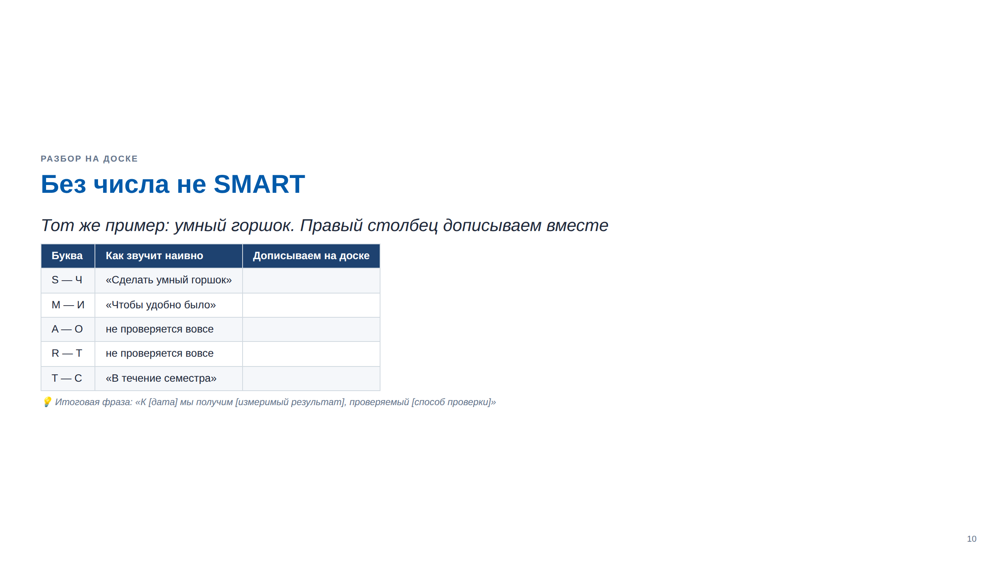 РАЗБОР НА ДОСКЕ
Без числа не SMART
Тот же пример: умный горшок. Правый столбец дописываем вместе
Буква Как звучит наивно Дописываем на доске
S — Ч «Сделать умный горшок»
M — И «Чтобы удобно было»
A — О не проверяется вовсе
R — Т не проверяется вовсе
T — С «В течение семестра»
💡 Итоговая фраза: «К [дата] мы получим [измеримый результат], проверяемый [способ проверки]»
10